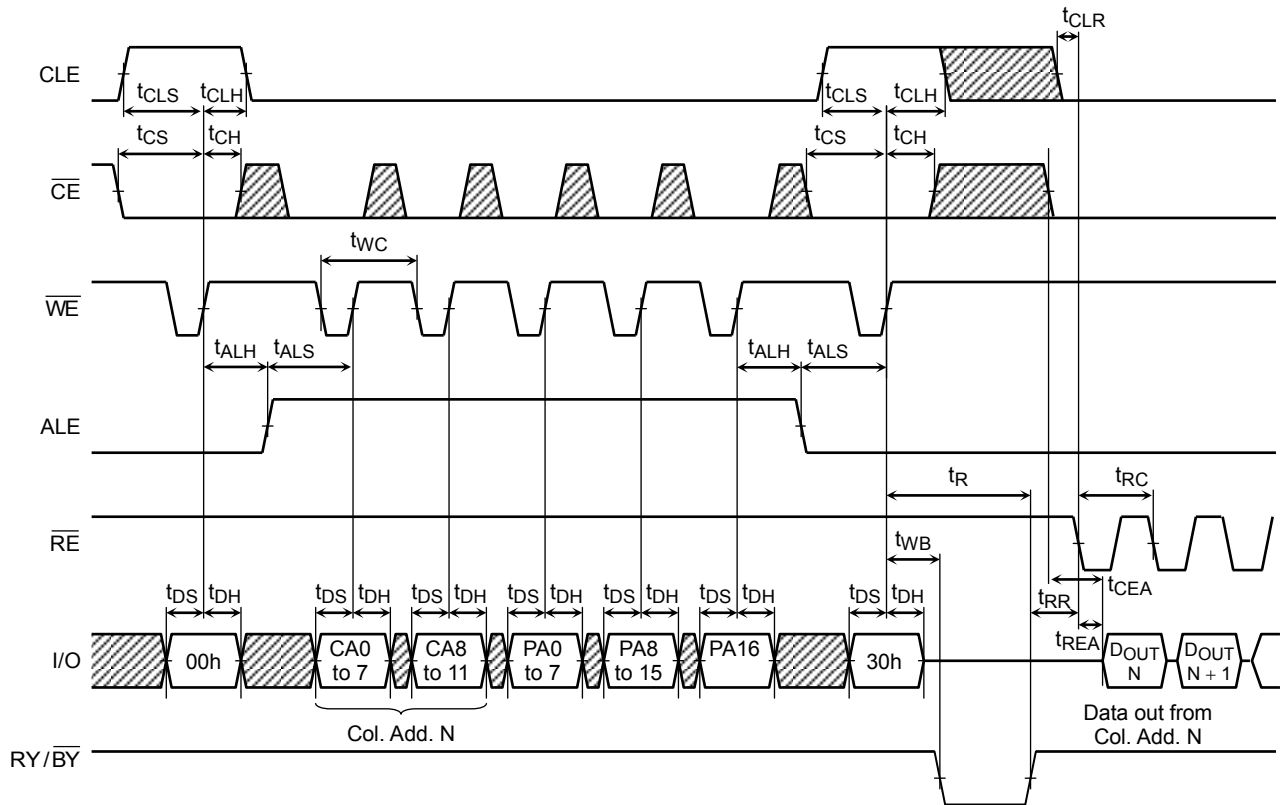 tCLR
CLE
tCLS tCLH tCLS tCLH
tCS tCH tCS tCH
CE
tWC
WE
tALH tALS tALH tALS
ALE
tR tRC
RE
tWB
tCEA
tDS tDH tDS tDH tDS tDH tDS tDH tDS tDH tDS tDH tDS tDH tRR
tREA
I/O 00h CA0 to 7 CA8 to 11 PA0 to 7 PA8 to 15 PA16 30h DOUT N DOUT N + 1
Col. Add. N
Data out from
Col. Add. N
RY/BY